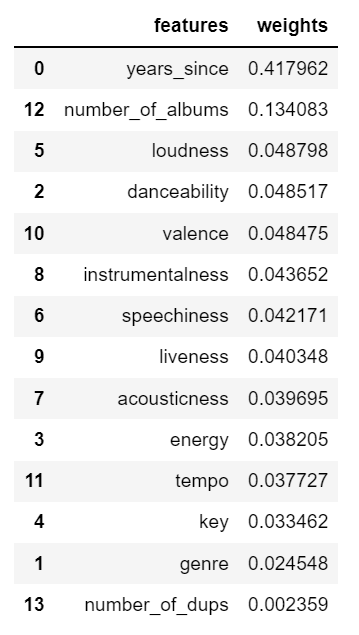 features weights
0 years_since 0.417962
12 number_of_albums 0.134083
5 loudness 0.048798
2 danceability 0.048517
10 valence 0.048475
8 instrumentalness 0.043652
6 speechiness 0.042171
9 liveness 0.040348
7 acousticness 0.039695
3 energy 0.038205
11 tempo 0.037727
4 key 0.033462
1 genre 0.024548
13 number_of_dups 0.002359